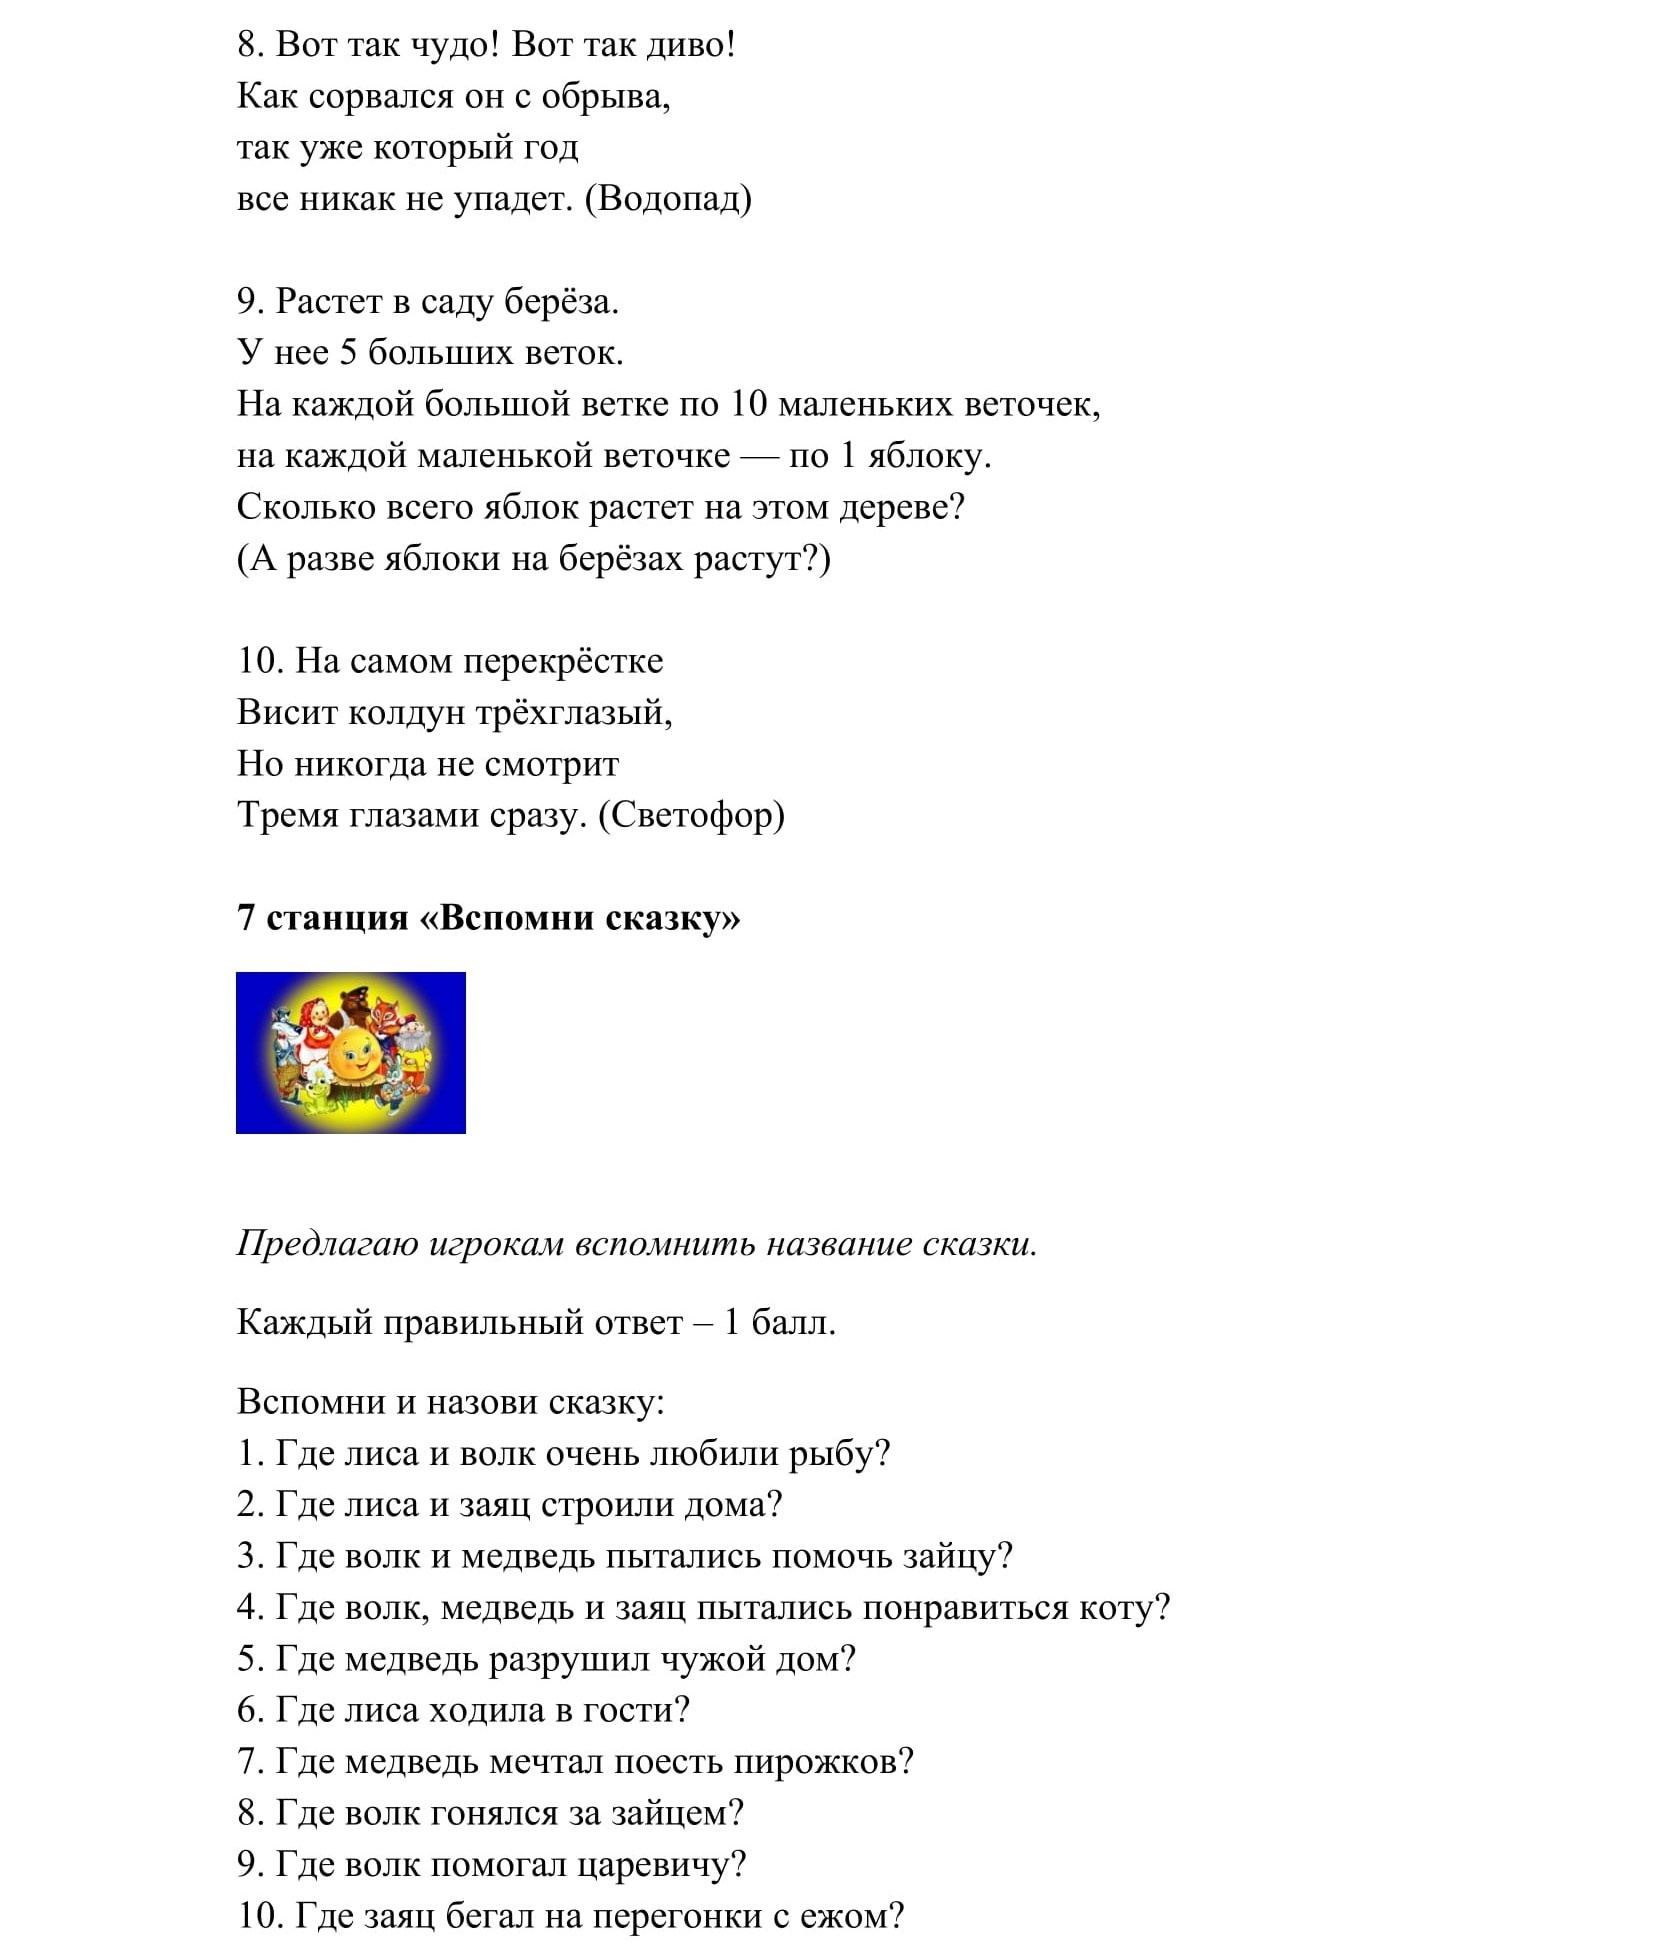 8. Вот так чудо! Вот так диво!
Как сорвался он с обрыва,
так уже который год
все никак не упадет. (Водопад)
9. Растет в саду берёза.
У нее 5 больших веток.
На каждой большой ветке по 10 маленьких веточек,
на каждой маленькой веточке — по 1 яблоку.
Сколько всего яблок растет на этом дереве?
(А разве яблоки на берёзах растут?)
10. На самом перекрёстке
Висит колдун трёхглазый,
Но никогда не смотрит
Тремя глазами сразу. (Светофор)
7 станция «Вспомни сказку»
Предлагаю игрокам вспомнить название сказки.
Каждый правильный ответ – 1 балл.
Вспомни и назови сказку:
1. Где лиса и волк очень любили рыбу?
2. Где лиса и заяц строили дома?
3. Где волк и медведь пытались помочь зайцу?
4. Где волк, медведь и заяц пытались понравиться коту?
5. Где медведь разрушил чужой дом?
6. Где лиса ходила в гости?
7. Где медведь мечтал поесть пирожков?
8. Где волк гонялся за зайцем?
9. Где волк помогал царевичу?
10. Где заяц бегал на перегонки с ежом?